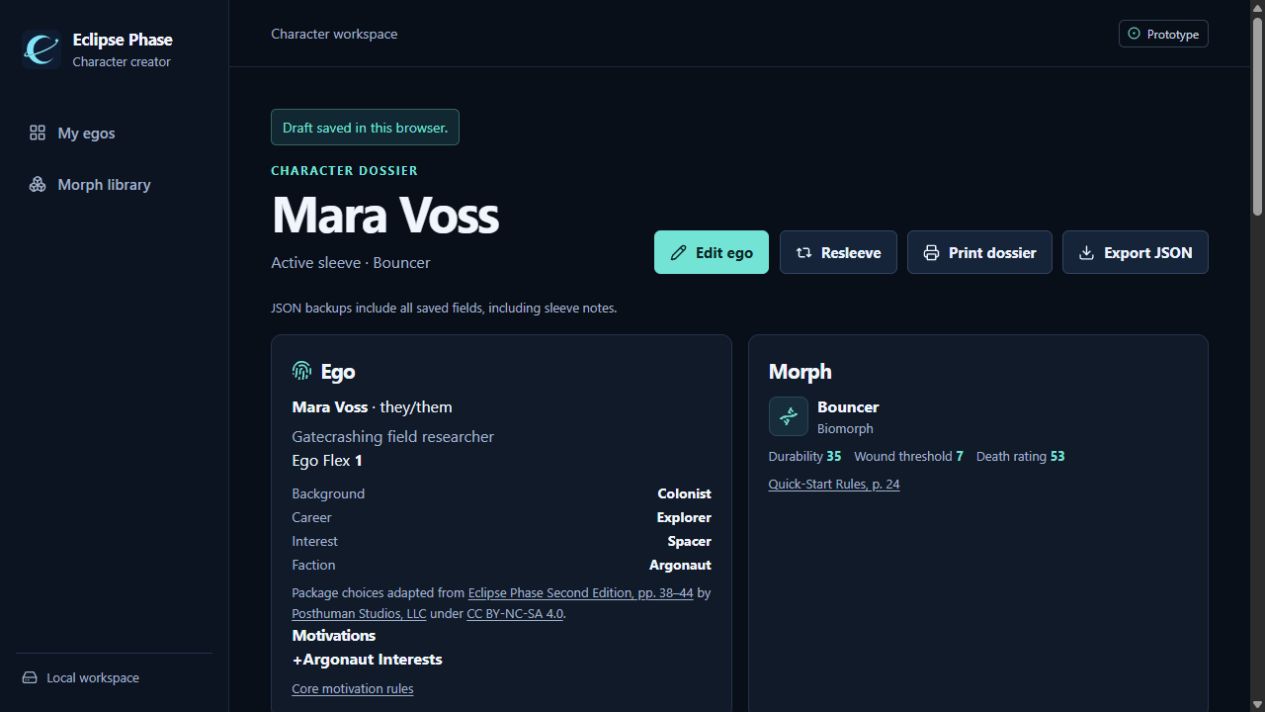 Eclipse Phase
Character creator
My egos
Morph library
Local workspace
Character workspace
Prototype
Draft saved in this browser.
CHARACTER DOSSIER
Mara Voss
Active sleeve · Bouncer
Edit ego
Resleeve
Print dossier
Export JSON
JSON backups include all saved fields, including sleeve notes.
Ego
Mara Voss · they/them
Gatecrashing field researcher
Ego Flex 1
Background Colonist
Career Explorer
Interest Spacer
Faction Argonaut
Package choices adapted from Eclipse Phase Second Edition, pp. 38–44 by
Posthuman Studios, LLC under CC BY-NC-SA 4.0.
Motivations
+Argonaut Interests
Core motivation rules
Morph
Bouncer
Biomorph
Durability 35 Wound threshold 7 Death rating 53
Quick-Start Rules, p. 24